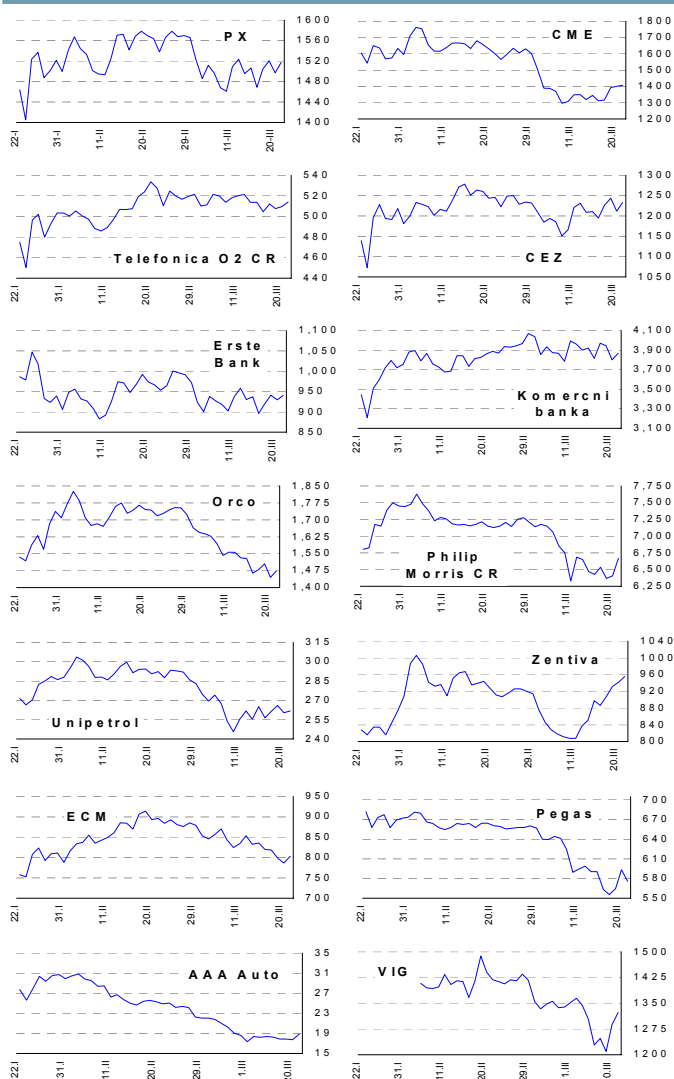 PX
1600
1560
1520
1480
1440
1400
22-I
31-I
11-II
20-II
29-II
11-III
20-III
CME
1800
1700
1600
1500
1400
1300
1200
22.I
31.I
11.II
20.II
29.II
11.III
20.III
Telefonica O2 CR
540
520
500
480
460
440
22.I
31.I
11.II
20.II
29.II
11.III
20.III
CEZ
1300
1250
1200
1150
1100
1050
22.I
31.I
11.II
20.II
29.II
11.III
20.III
Erste
Bank
1,100
1,050
1,000
950
900
850
22.I
31.I
11.II
20.II
29.II
11.III
20.III
Komercni
banka
4,100
3,900
3,700
3,500
3,300
3,100
22.I
31.I
11.II
20.II
29.II
11.III
20.III
Orco
1,850
1,775
1,700
1,625
1,550
1,475
1,400
22.I
31.I
11.II
20.II
29.II
11.III
20.III
Philip
Morris CR
7,750
7,500
7,250
7,000
6,750
6,500
6,250
22.I
31.I
11.II
20.II
29.II
11.III
20.III
Unipetrol
315
300
285
270
255
240
22.I
31.I
11.II
20.II
29.II
11.III
20.III
Zentiva
1040
1000
960
920
880
840
800
22.I
31.I
11.II
20.II
29.II
11.III
20.III
ECM
950
900
850
800
750
700
22.I
31.I
11.II
20.II
29.II
11.III
20.III
Pegas
700
670
640
610
580
550
22.I
31.I
11.II
20.II
29.II
11.III
20.III
AAA Auto
35
31
27
23
19
15
22.I
31.I
11.II
20.II
29.II
1.III
20.III
VIG
1500
1425
1350
1275
1200
22.I
31.I
11.II
20.II
29.II
1.III
0.III